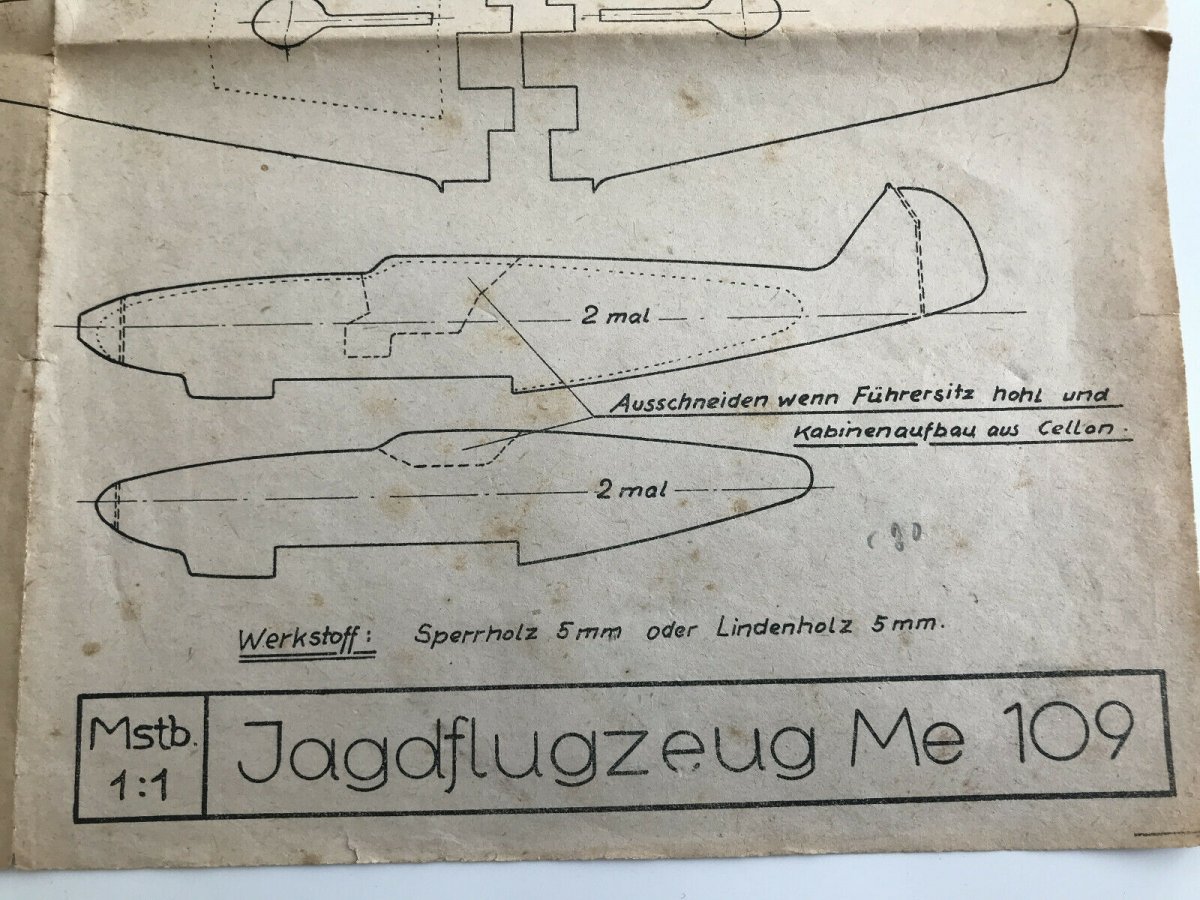 2 mal
Ausschneiden wenn Führersitz hohl und
Kabinenaufbau aus Cellon.
2 mal
Werkstoff: Sperrholz 5mm oder Lindenholz 5mm.
Mstb.
1:1
Jagdflugzeug Me 109